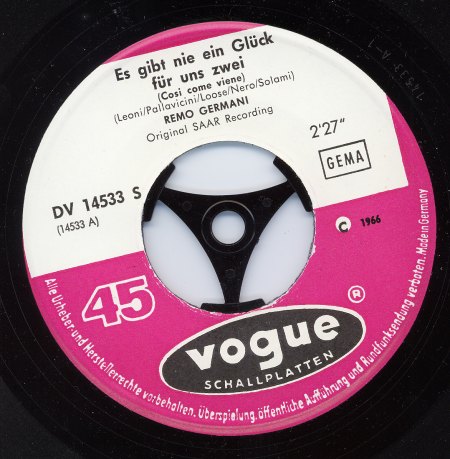 Es gibt nie ein Glück
für uns zwei
(Cosi come viene)
(Leoni/Pallavicini/Loose/Nero/Solami)
REMO GERMANI
Original SAAR Recording
2'27"
GEMA
DV 14533 S
(14533 A)
© 1966
45
®
vogue
SCHALLPLATTEN
Alle Urheber- und Herstellerrechte vorbehalten. Überspielung, öffentliche Aufführung und Rundfunksendung verboten. Made in Germany